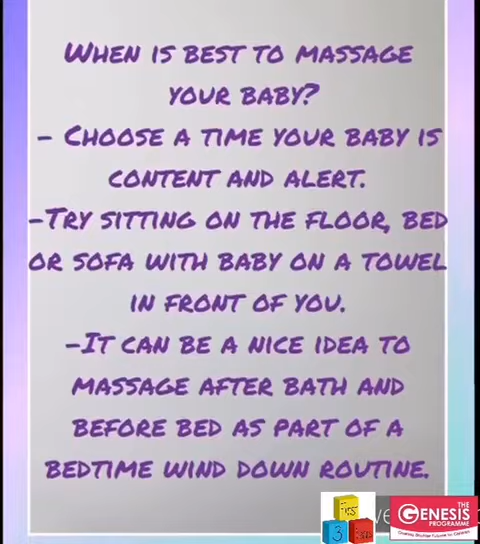 When is best to massage
your baby?
- Choose a time your baby is
content and alert.
-Try sitting on the floor, bed
or sofa with baby on a towel
in front of you.
-It can be a nice idea to
massage after bath and
before bed as part of a
bedtime wind down routine.
3
THE
GENESIS
PROGRAMME